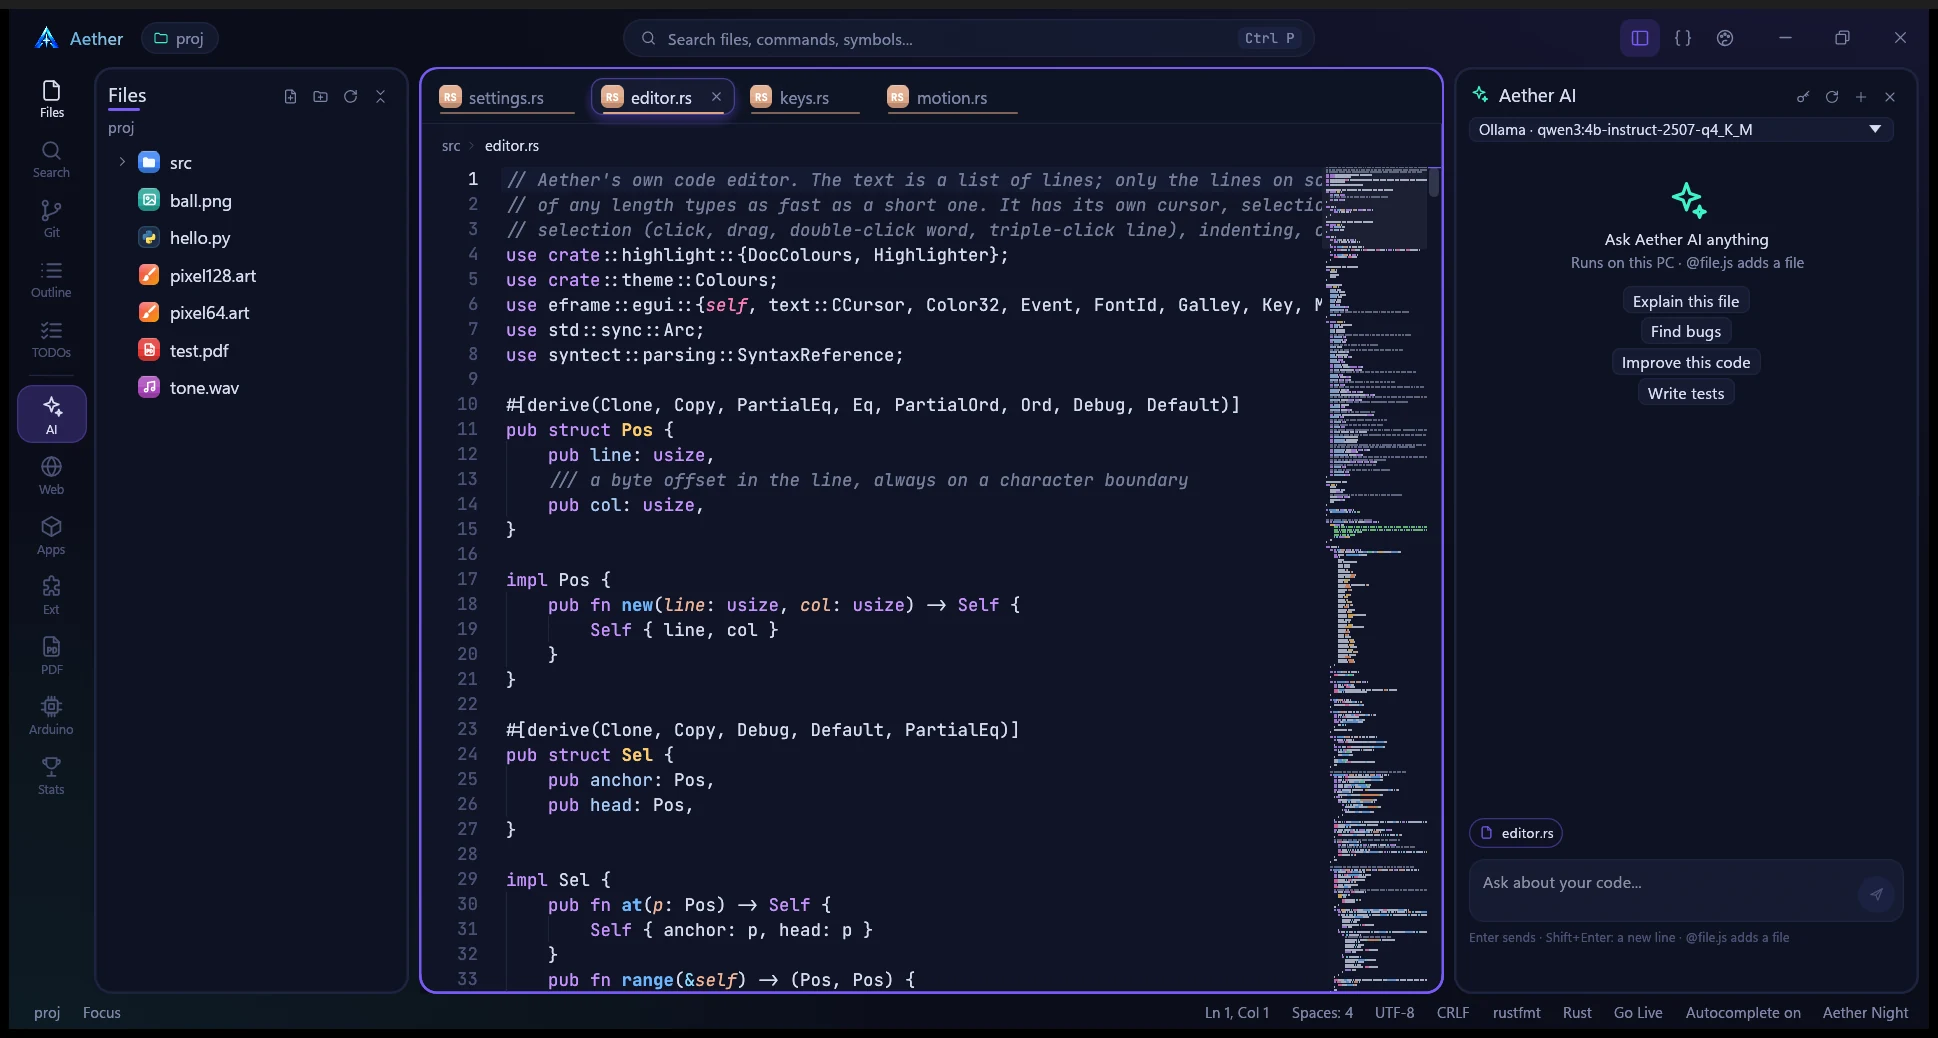 Aether
proj
Search files, commands, symbols...
Ctrl P
Files
Search
Git
Outline
TODOs
AI
Web
Apps
Ext
PDF
Arduino
Stats
Files
proj
src
ball.png
hello.py
pixel128.art
pixel64.art
test.pdf
tone.wav
RS settings.rs
RS editor.rs
RS keys.rs
RS motion.rs
src › editor.rs
1 // Aether's own code editor. The text is a list of lines; only the lines on
2 // of any length types as fast as a short one. It has its own cursor,
3 // selection (click, drag, double-click word, triple-click line), indenting,
4 use crate::highlight::{DocColours, Highlighter};
5 use crate::theme::Colours;
6 use eframe::egui::{self, text::CCursor, Color32, Event, FontId, Galley, Key,
7 use std::sync::Arc;
8 use syntect::parsing::SyntaxReference;
9
10 #[derive(Clone, Copy, PartialEq, Eq, PartialOrd, Ord, Debug, Default)]
11 pub struct Pos {
12 pub line: usize,
13 /// a byte offset in the line, always on a character boundary
14 pub col: usize,
15 }
16
17 impl Pos {
18 pub fn new(line: usize, col: usize) -> Self {
19 Self { line, col }
20 }
21 }
22
23 #[derive(Clone, Copy, Debug, Default, PartialEq)]
24 pub struct Sel {
25 pub anchor: Pos,
26 pub head: Pos,
27 }
28
29 impl Sel {
30 pub fn at(p: Pos) -> Self {
31 Self { anchor: p, head: p }
32 }
33 pub fn range(&self) -> (Pos, Pos) {
Aether AI
Ollama · qwen3:4b-instruct-2507-q4_K_M
Ask Aether AI anything
Runs on this PC · @file.js adds a file
Explain this file
Find bugs
Improve this code
Write tests
editor.rs
Ask about your code...
Enter sends · Shift+Enter: a new line · @file.js adds a file
proj
Focus
Ln 1, Col 1
Spaces: 4
UTF-8
CRLF
rustfmt
Rust
Go Live
Autocomplete on
Aether Night